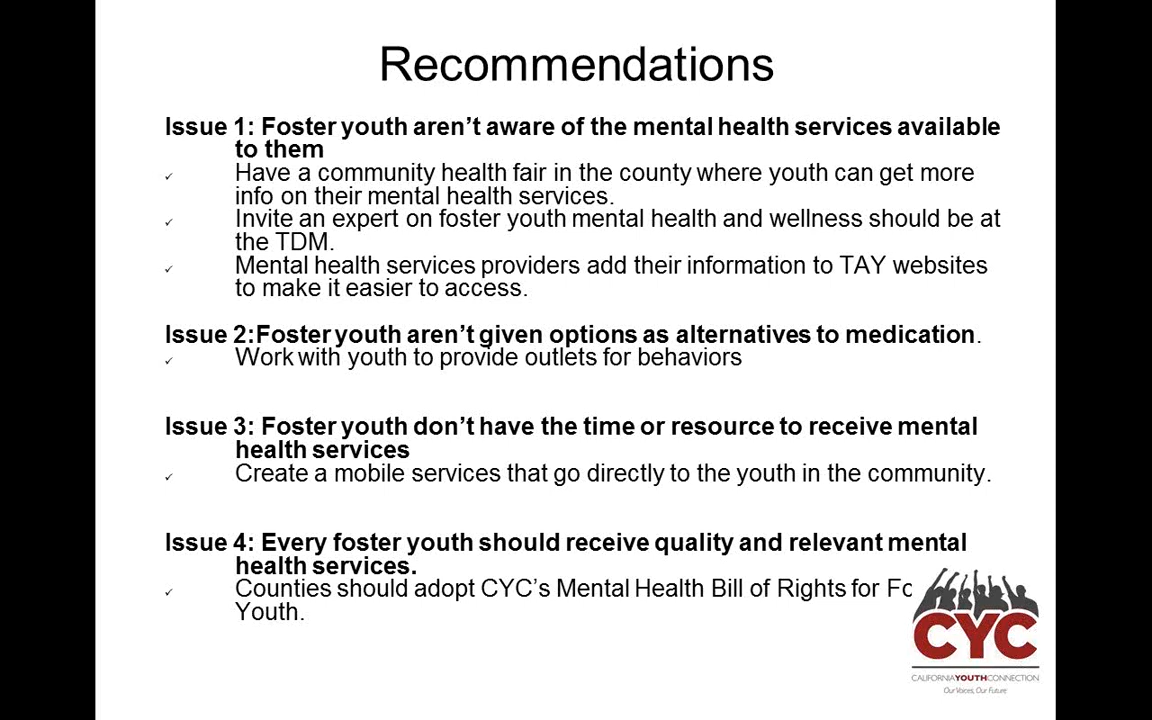 Recommendations
Issue 1: Foster youth aren’t aware of the mental health services available
to them
✓ Have a community health fair in the county where youth can get more
info on their mental health services.
✓ Invite an expert on foster youth mental health and wellness should be at
the TDM.
✓ Mental health services providers add their information to TAY websites
to make it easier to access.
Issue 2:Foster youth aren’t given options as alternatives to medication.
✓ Work with youth to provide outlets for behaviors
Issue 3: Foster youth don’t have the time or resource to receive mental
health services
✓ Create a mobile services that go directly to the youth in the community.
Issue 4: Every foster youth should receive quality and relevant mental
health services.
✓ Counties should adopt CYC’s Mental Health Bill of Rights for
Youth.
CYC
CALIFORNIAYOUTHCONNECTION
Our Voices, Our Future